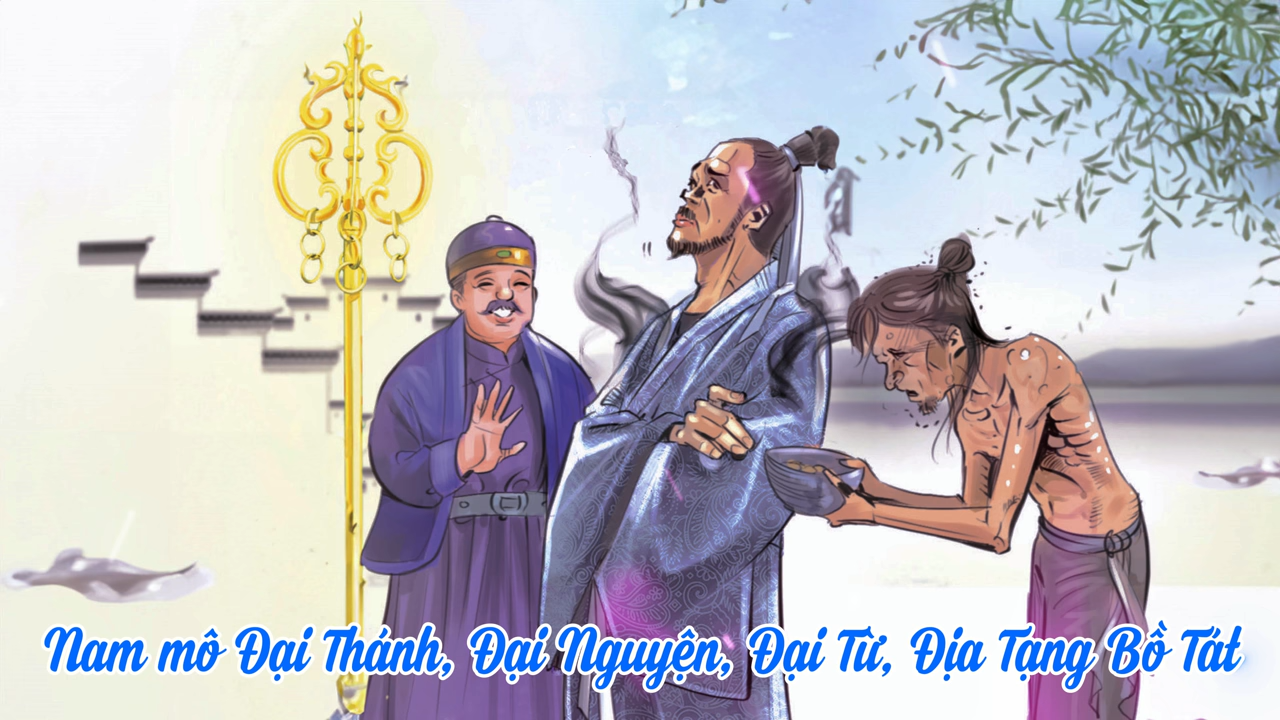 Nam mô Đại Thánh, Đại Nguyện, Đại Từ, Địa Tạng Bồ Tát